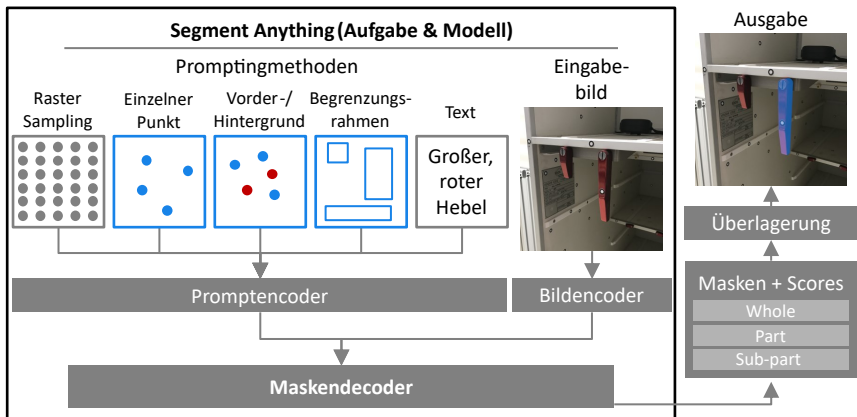 Segment Anything (Aufgabe & Modell)
Ausgabe
Promptingmethoden
Eingabe-
bild
Raster
Sampling
Einzelner
Punkt
Vorder-/
Hintergrund
Begrenzungs-
rahmen
Text
Großer,
roter
Hebel
Promptencoder
Bildencoder
Maskendecoder
Überlagerung
Masken + Scores
Whole
Part
Sub-part